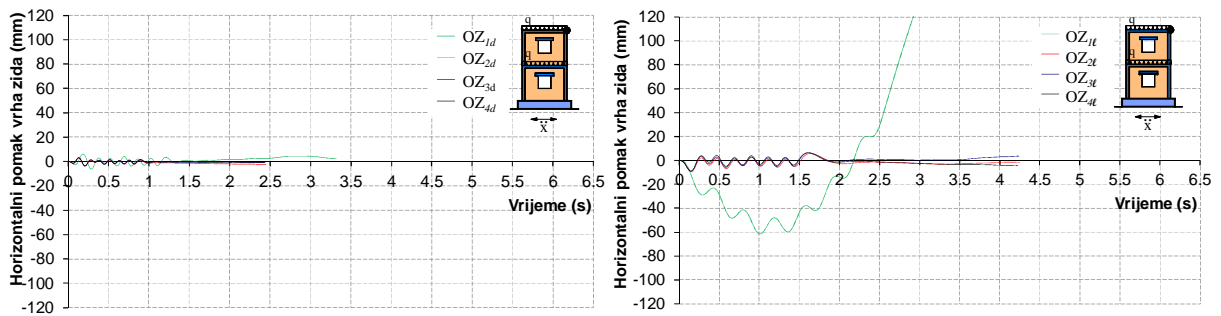 Horizontalni pomak vrha zida (mm)
120
100
80
60
40
20
0
-20
-40
-60
-80
-100
-120
0 0.5 1 1.5 2 2.5 3 3.5 4 4.5 5 5.5 6 6.5
Vrijeme (s)
OZ1d
OZ2d
OZ3d
OZ4d
q
q
ẍ
Horizontalni pomak vrha zida (mm)
120
100
80
60
40
20
0
-20
-40
-60
-80
-100
-120
0 0.5 1 1.5 2 2.5 3 3.5 4 4.5 5 5.5 6 6.5
Vrijeme (s)
OZ1ℓ
OZ2ℓ
OZ3ℓ
OZ4ℓ
q
q
ẍ